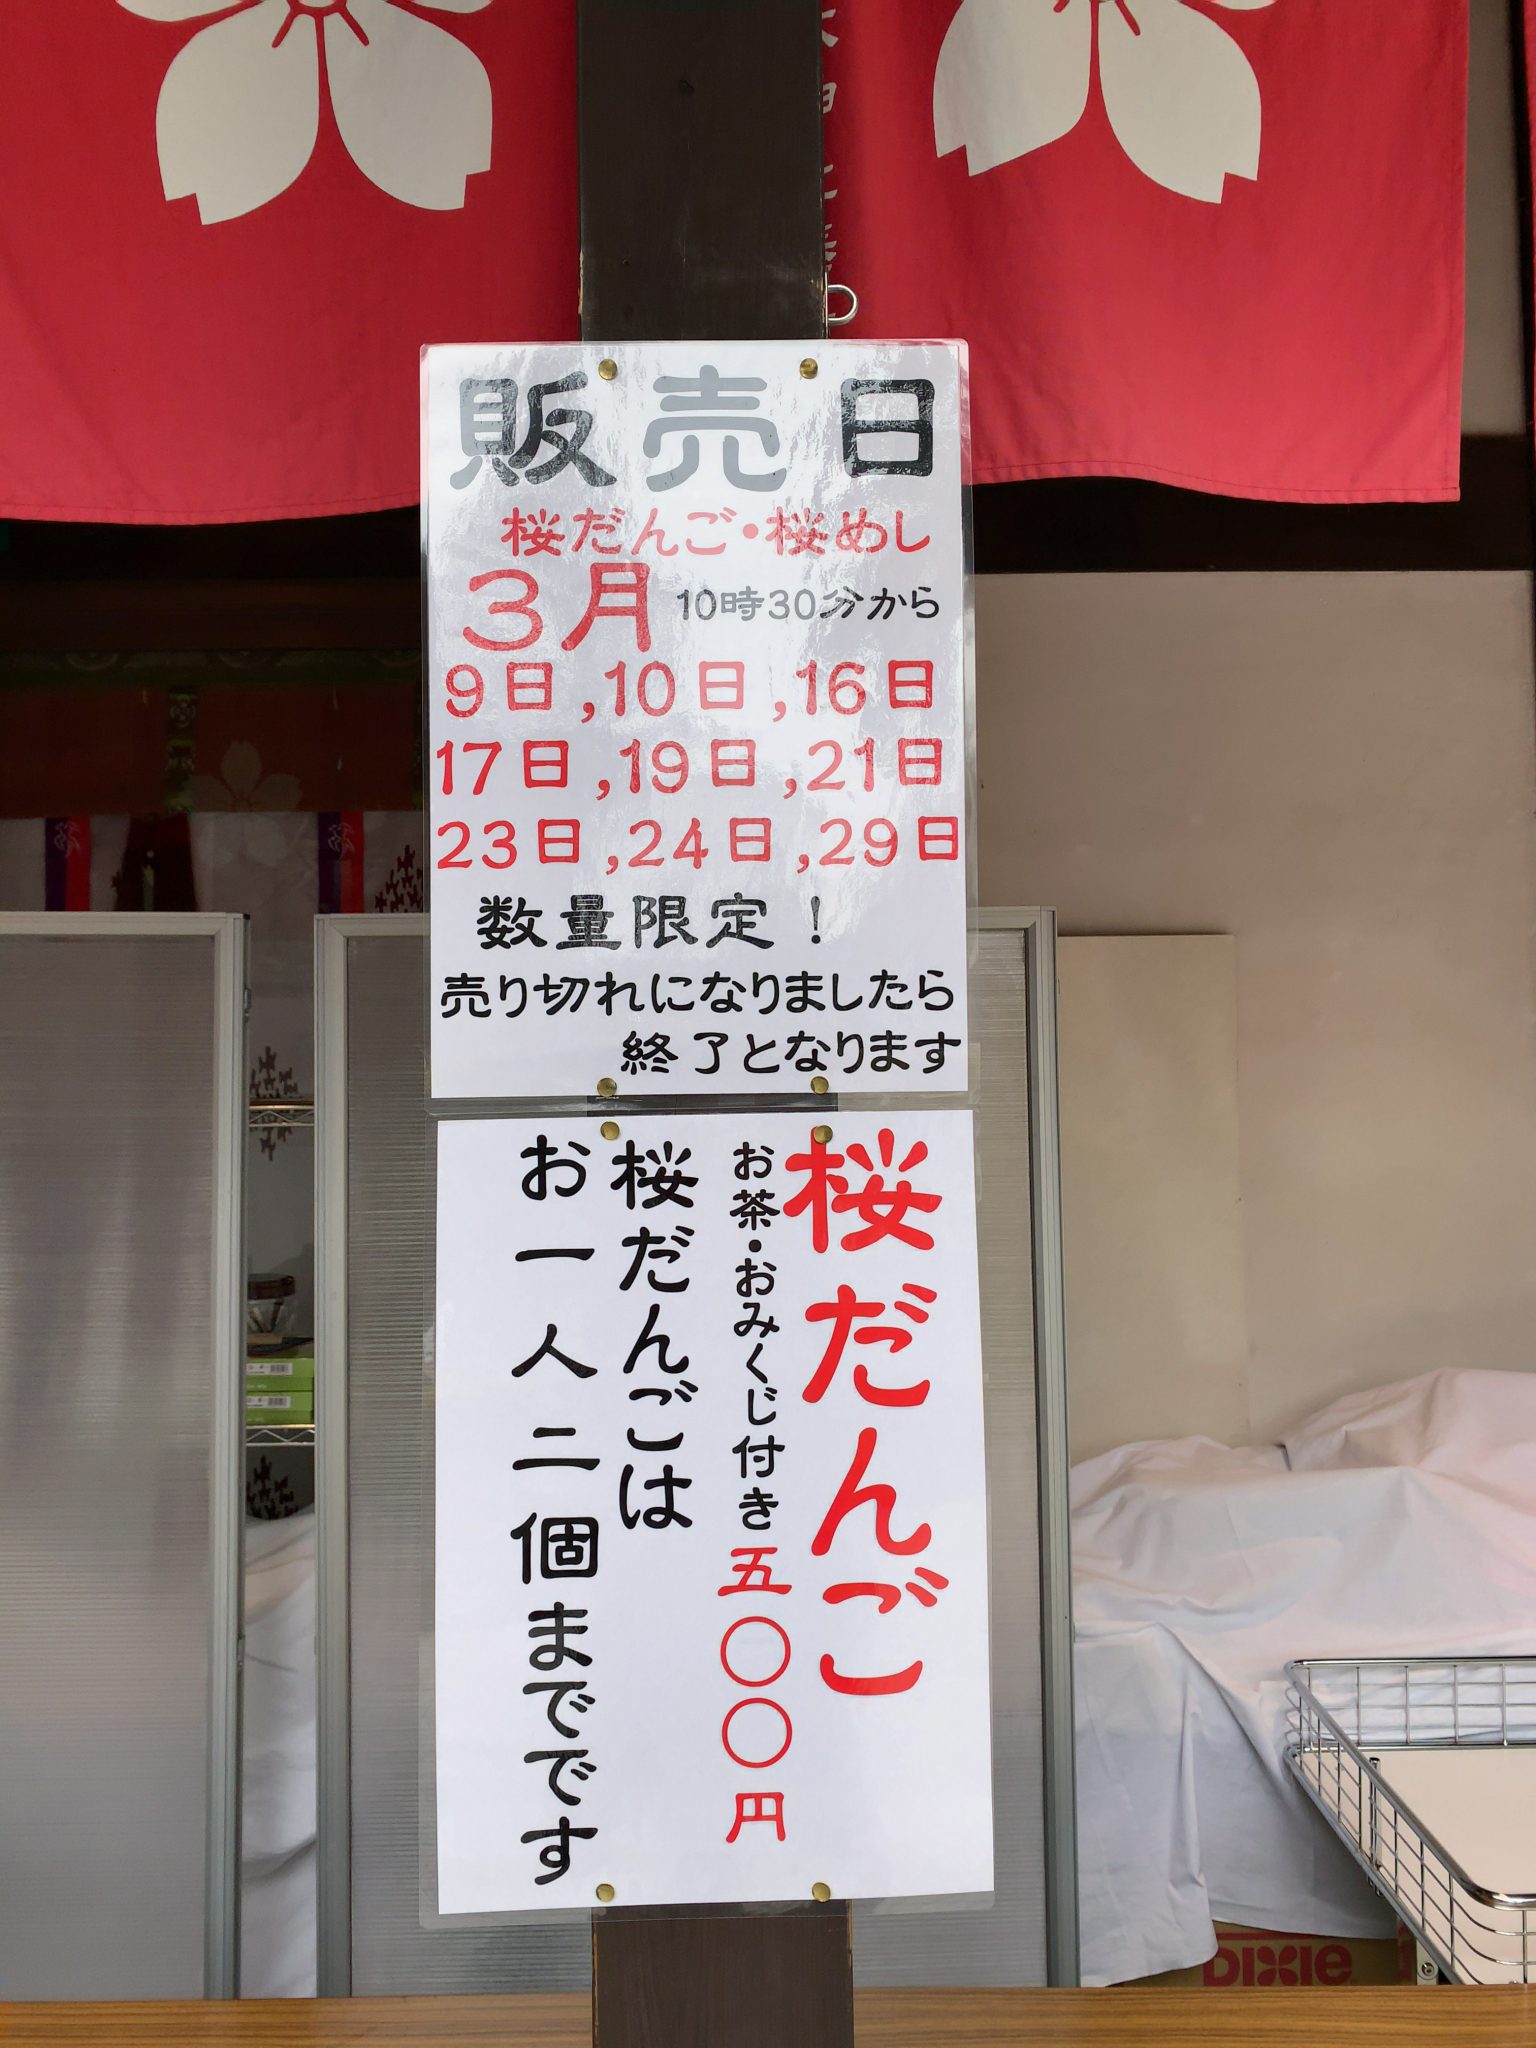 販売日
桜だんご・桜めし
3月 10時30分から
9日,10日,16日
17日,19日,21日
23日,24日,29日
数量限定!
売り切れになりましたら
終了となります
桜だんご
お茶・おみくじ付き五〇〇円
桜だんごは
お一人二個までです
DIXIE